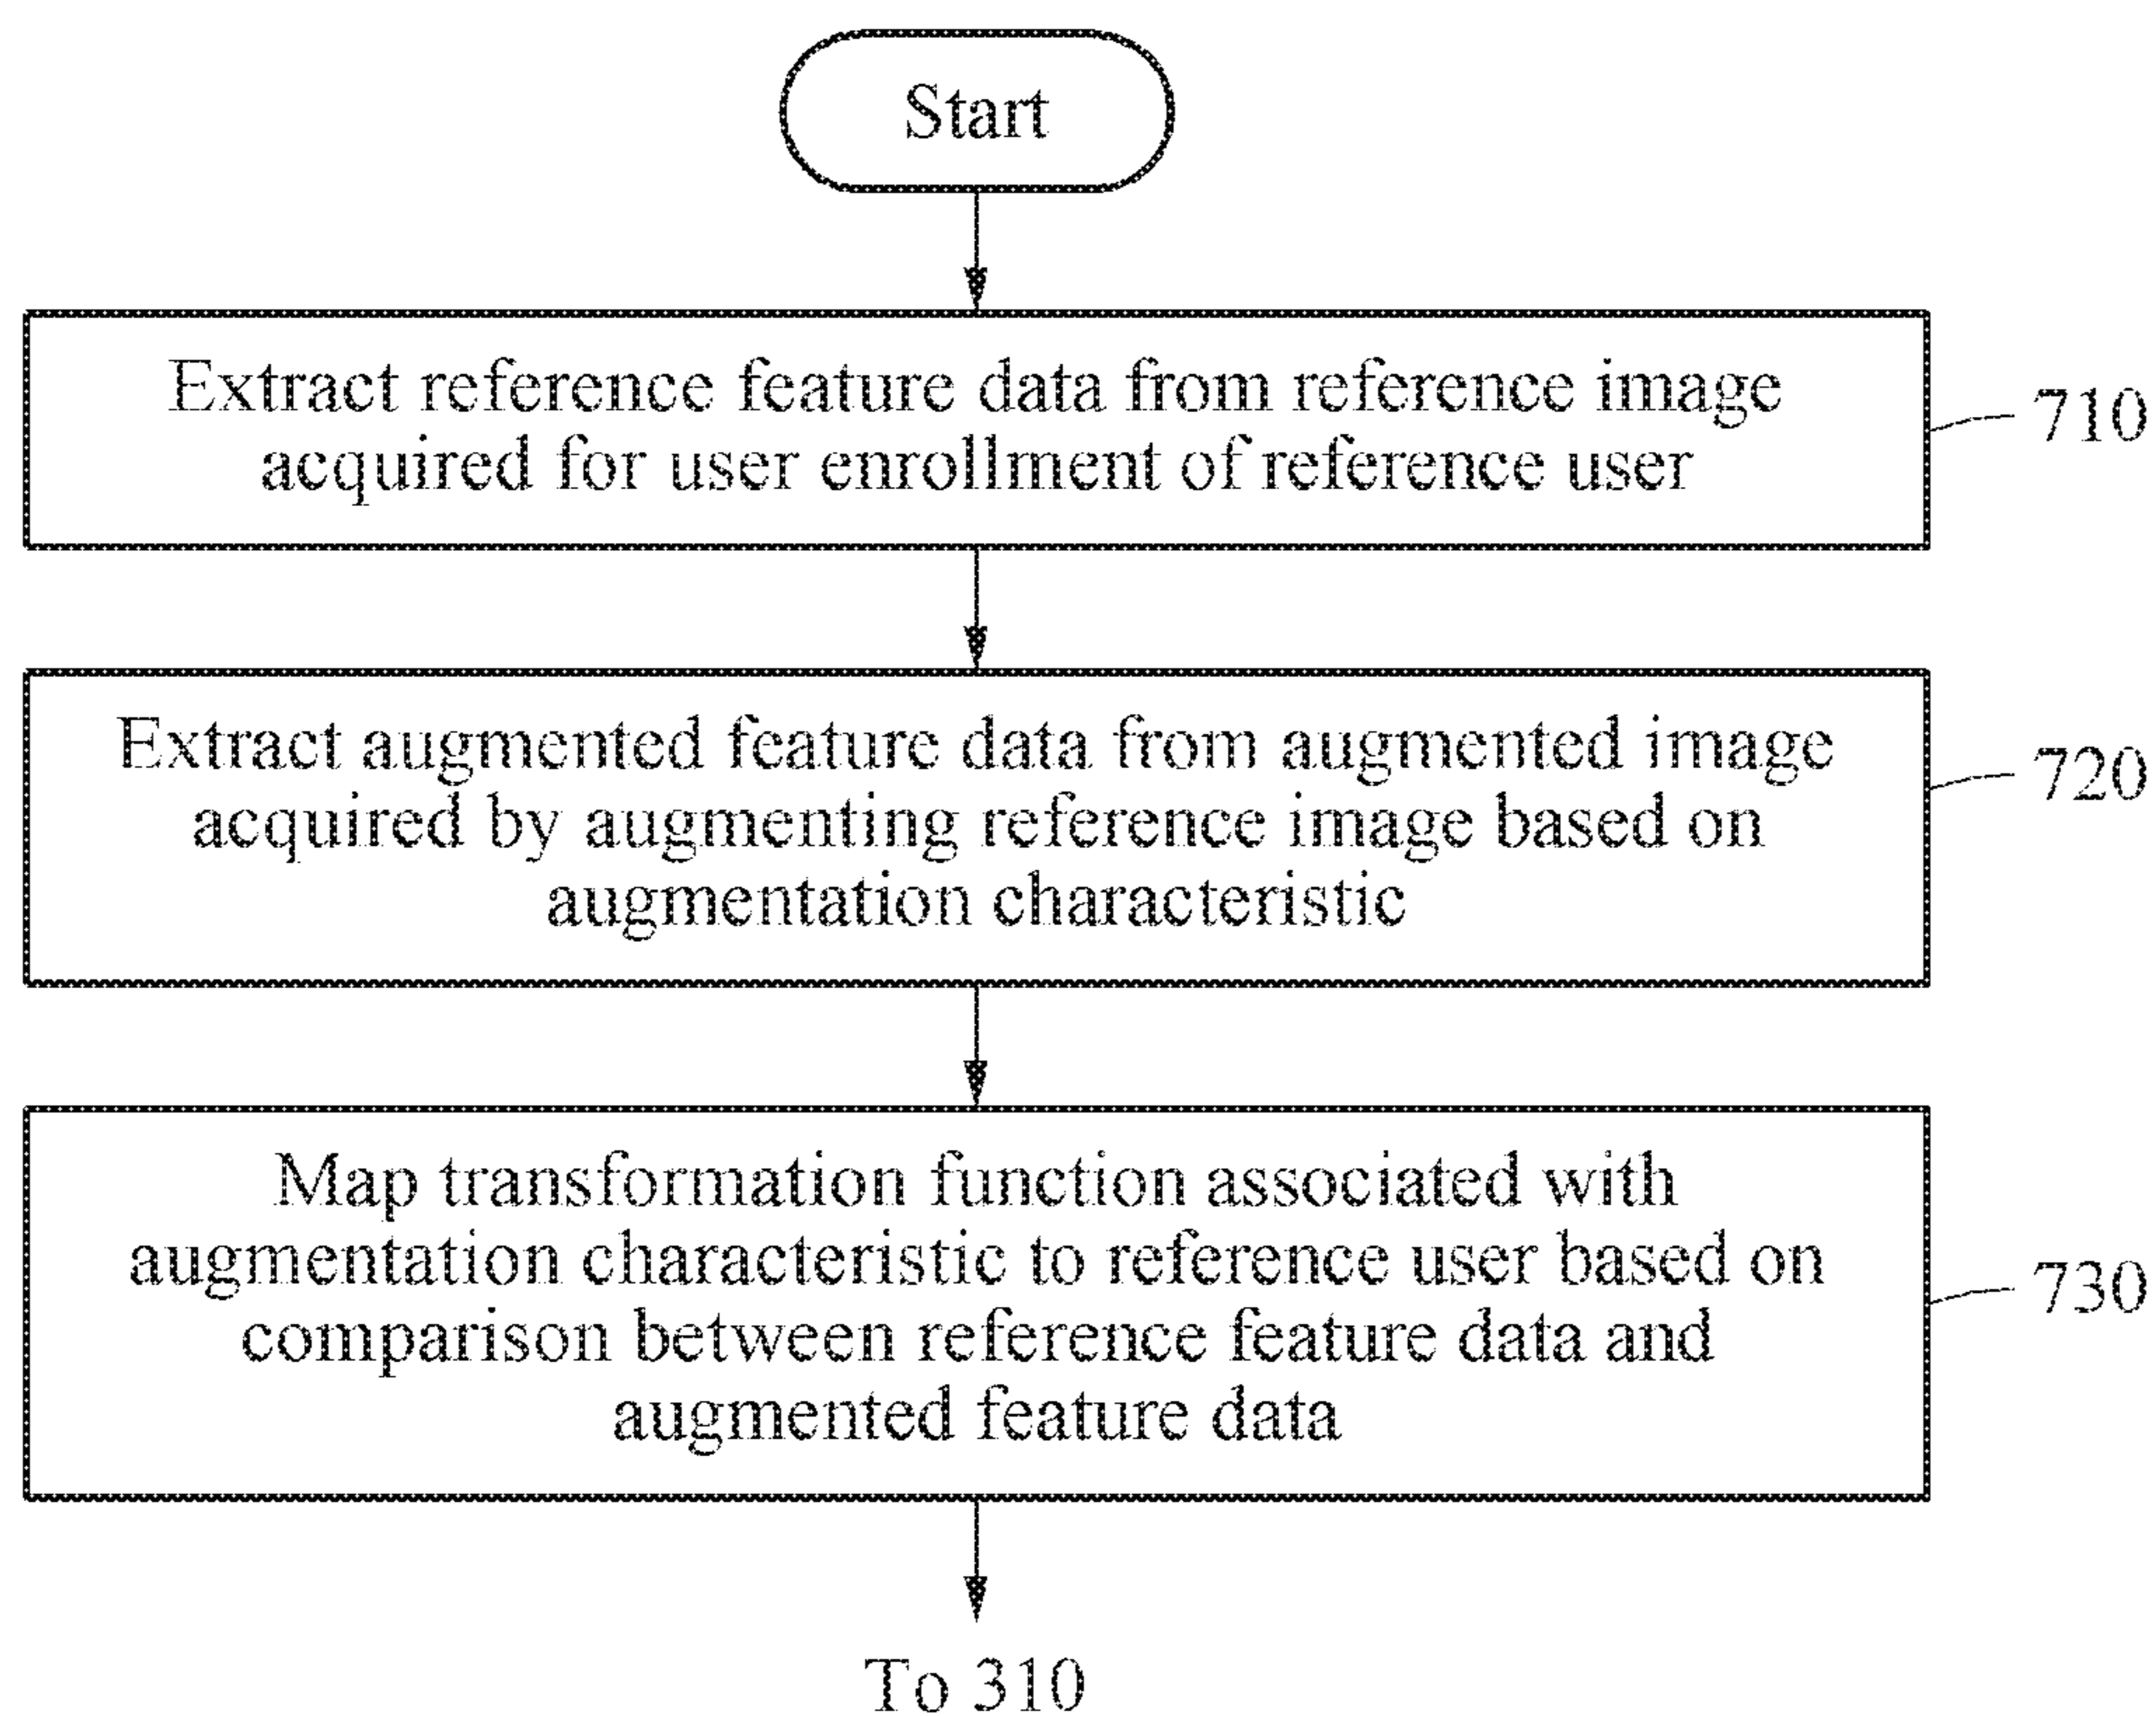 Start
Extract reference feature data from reference image
acquired for user enrollment of reference user
710
Extract augmented feature data from augmented image
acquired by augmenting reference image based on
augmentation characteristic
720
Map transformation function associated with
augmentation characteristic to reference user based on
comparison between reference feature data and
augmented feature data
730
To 310